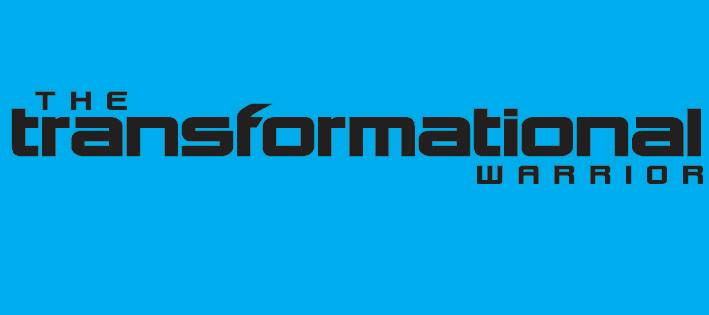 THE
transformational
WARRIOR